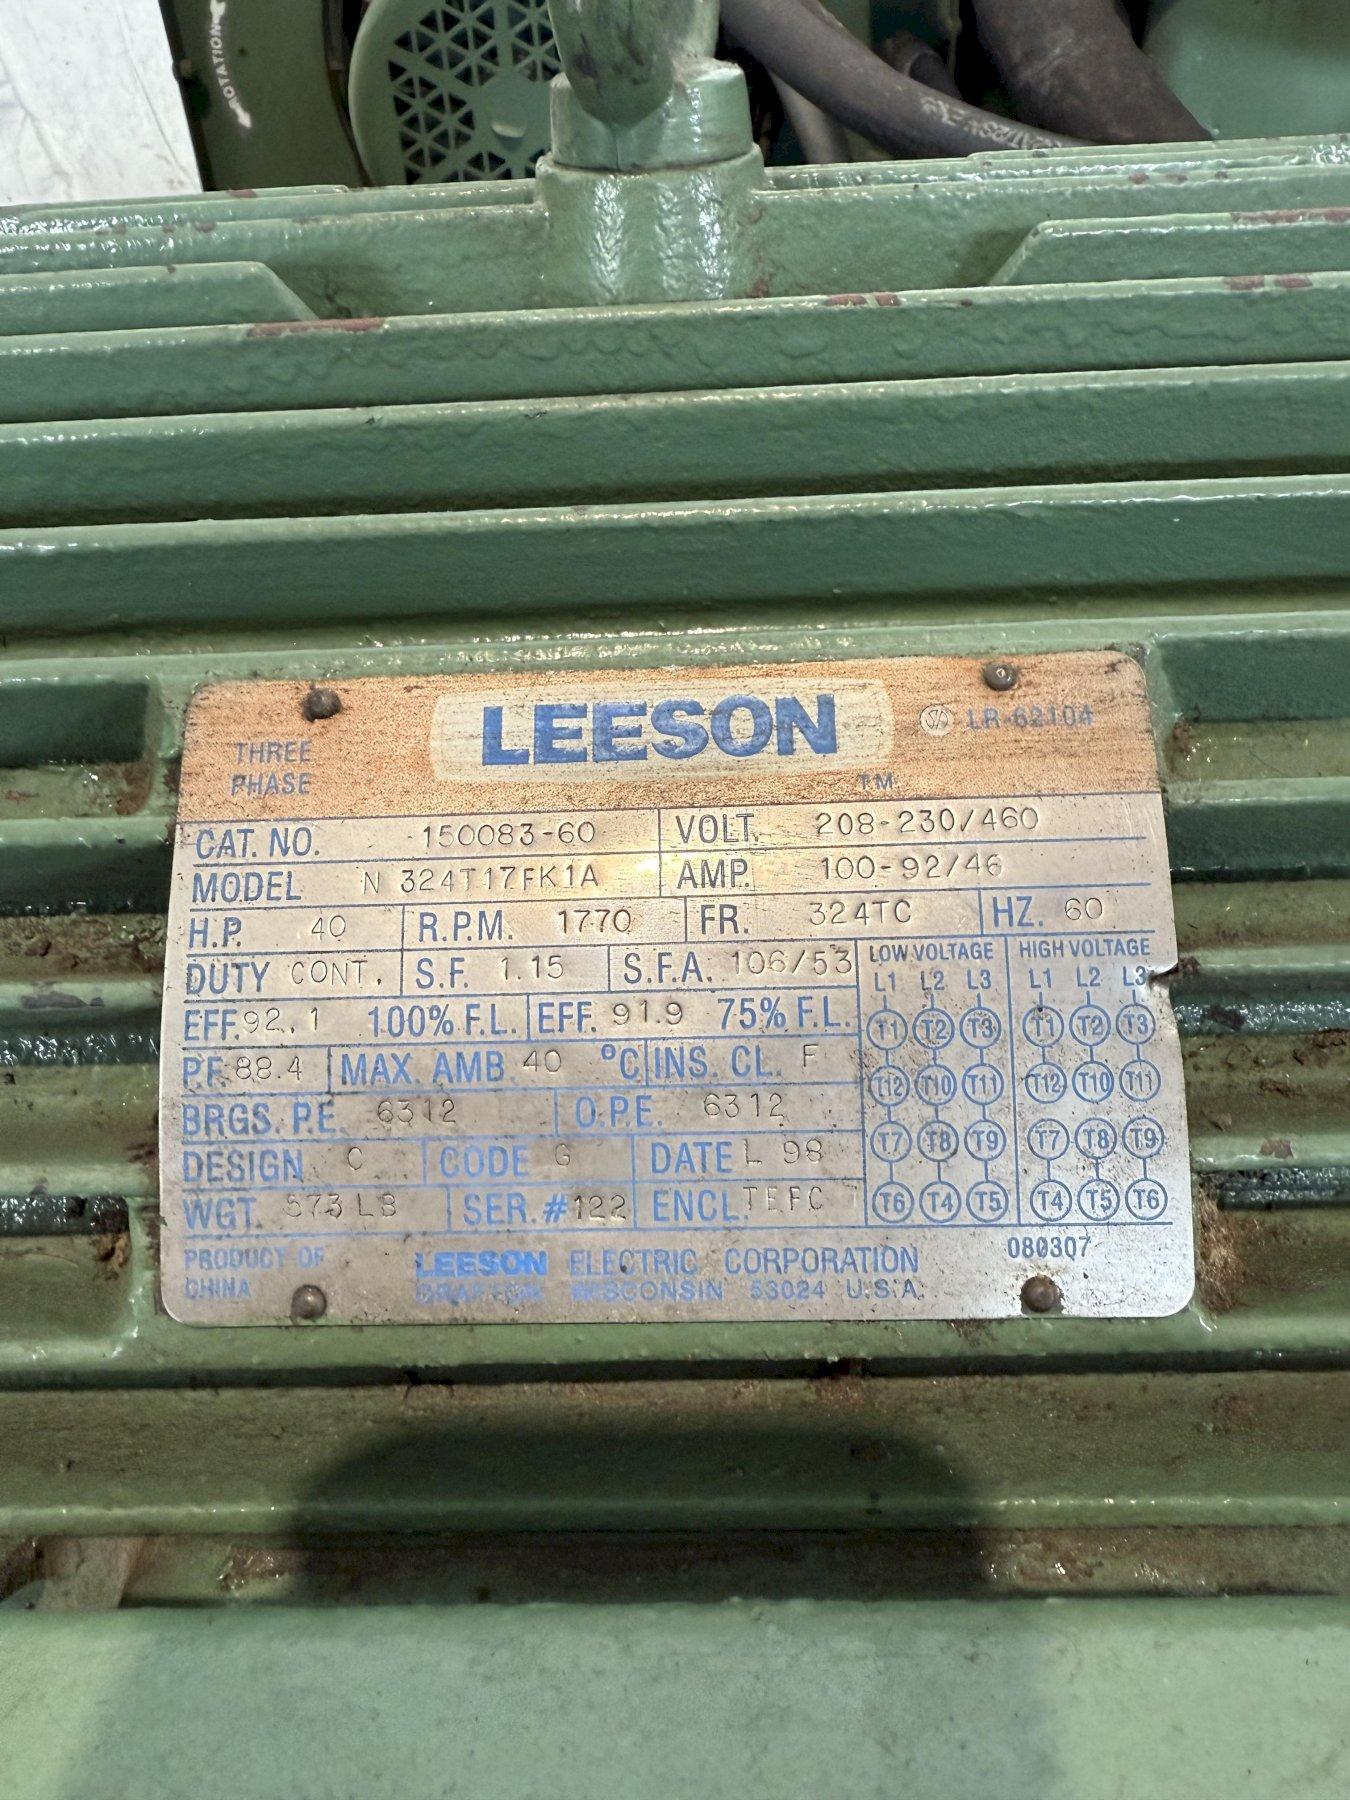 ROTATION
THREE PHASE
LEESON
TM
LR-62104
CAT. NO. 150083-60 VOLT. 208-230/460
MODEL N 324T17FK1A AMP. 100-92/46
H.P. 40 R.P.M. 1770 FR. 324TC HZ. 60
DUTY CONT. S.F. 1.15 S.F.A. 106/53
EFF. 92.1 100% F.L. EFF. 91.9 75% F.L.
P.F. 88.4 MAX. AMB. 40 °C INS. CL. F
BRGS. P.E. 6312 O.P.E. 6312
DESIGN C CODE G DATE L 98
WGT. 573 LB SER. # 122 ENCL. TEFC
LOW VOLTAGE HIGH VOLTAGE
L1 L2 L3 L1 L2 L3
T1 T2 T3 T1 T2 T3
T12 T10 T11 T12 T10 T11
T7 T8 T9 T7 T8 T9
T6 T4 T5 T4 T5 T6
PRODUCT OF CHINA
LEESON ELECTRIC CORPORATION
GRAFTON, WISCONSIN 53024 U.S.A.
080307